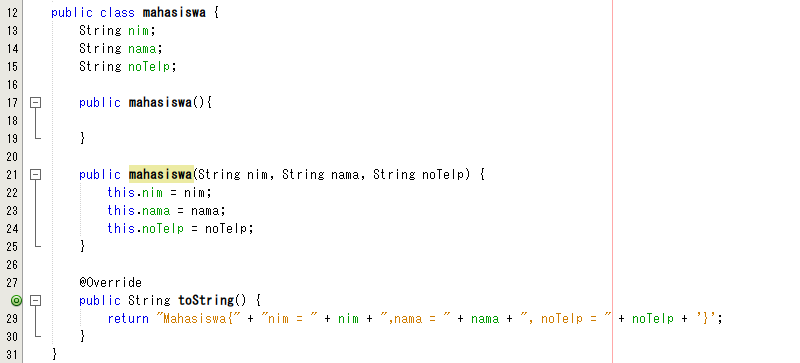 12 public class mahasiswa {
13 String nim;
14 String nama;
15 String noTelp;
16
17 public mahasiswa(){
18
19 }
20
21 public mahasiswa(String nim, String nama, String noTelp) {
22 this.nim = nim;
23 this.nama = nama;
24 this.noTelp = noTelp;
25 }
26
27 @Override
public String toString() {
29 return "Mahasiswa{" + "nim = " + nim + ",nama = " + nama + ", noTelp = " + noTelp + '}';
30 }
31 }